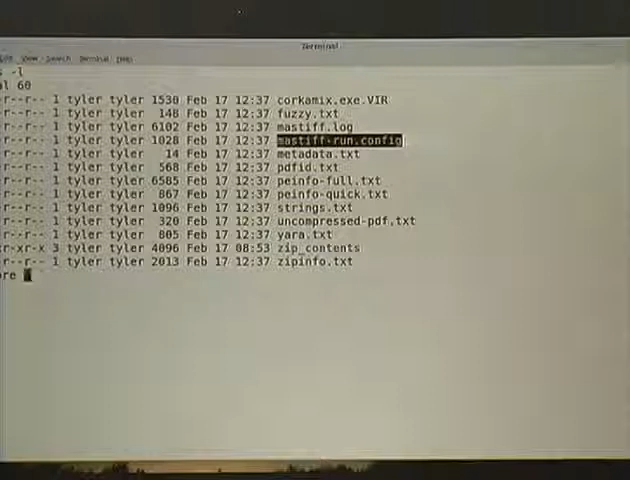 Terminal
Edit View Search Terminal Help
s -l
al 60
-r--r-- 1 tyler tyler 1530 Feb 17 12:37 corkamix.exe.VIR
-r--r-- 1 tyler tyler 148 Feb 17 12:37 fuzzy.txt
-r--r-- 1 tyler tyler 6102 Feb 17 12:37 mastiff.log
-r--r-- 1 tyler tyler 1028 Feb 17 12:37 mastiff-run.config
-r--r-- 1 tyler tyler 14 Feb 17 12:37 metadata.txt
-r--r-- 1 tyler tyler 568 Feb 17 12:37 pdfid.txt
-r--r-- 1 tyler tyler 6585 Feb 17 12:37 peinfo-full.txt
-r--r-- 1 tyler tyler 867 Feb 17 12:37 peinfo-quick.txt
-r--r-- 1 tyler tyler 1096 Feb 17 12:37 strings.txt
-r--r-- 1 tyler tyler 320 Feb 17 12:37 uncompressed-pdf.txt
-r--r-- 1 tyler tyler 805 Feb 17 12:37 yara.txt
xr-xr-x 3 tyler tyler 4096 Feb 17 08:53 zip_contents
-r--r-- 1 tyler tyler 2013 Feb 17 12:37 zipinfo.txt
ore